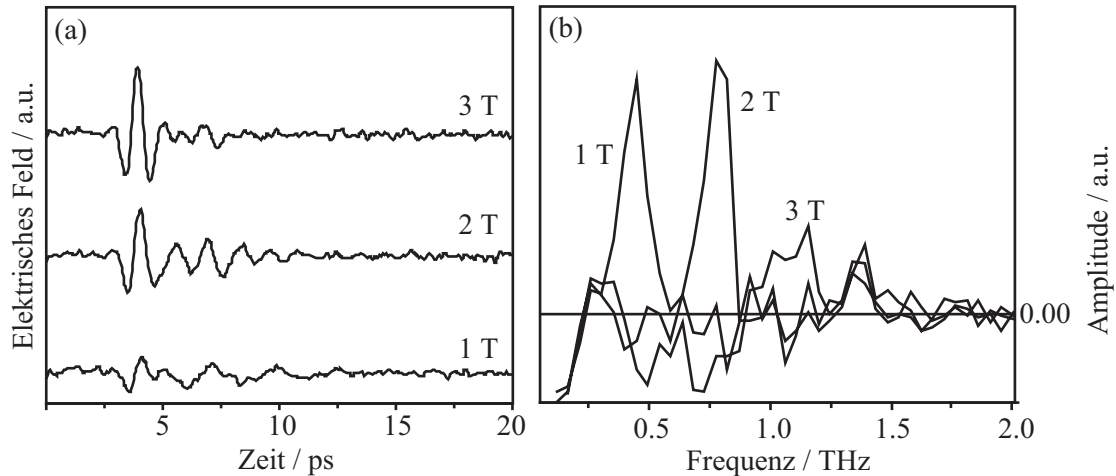 (a)
3 T
2 T
1 T
Elektrisches Feld / a.u.
5
10
15
20
Zeit / ps
(b)
2 T
1 T
3 T
0.00
Amplitude / a.u.
0.5
1.0
1.5
2.0
Frequenz / THz